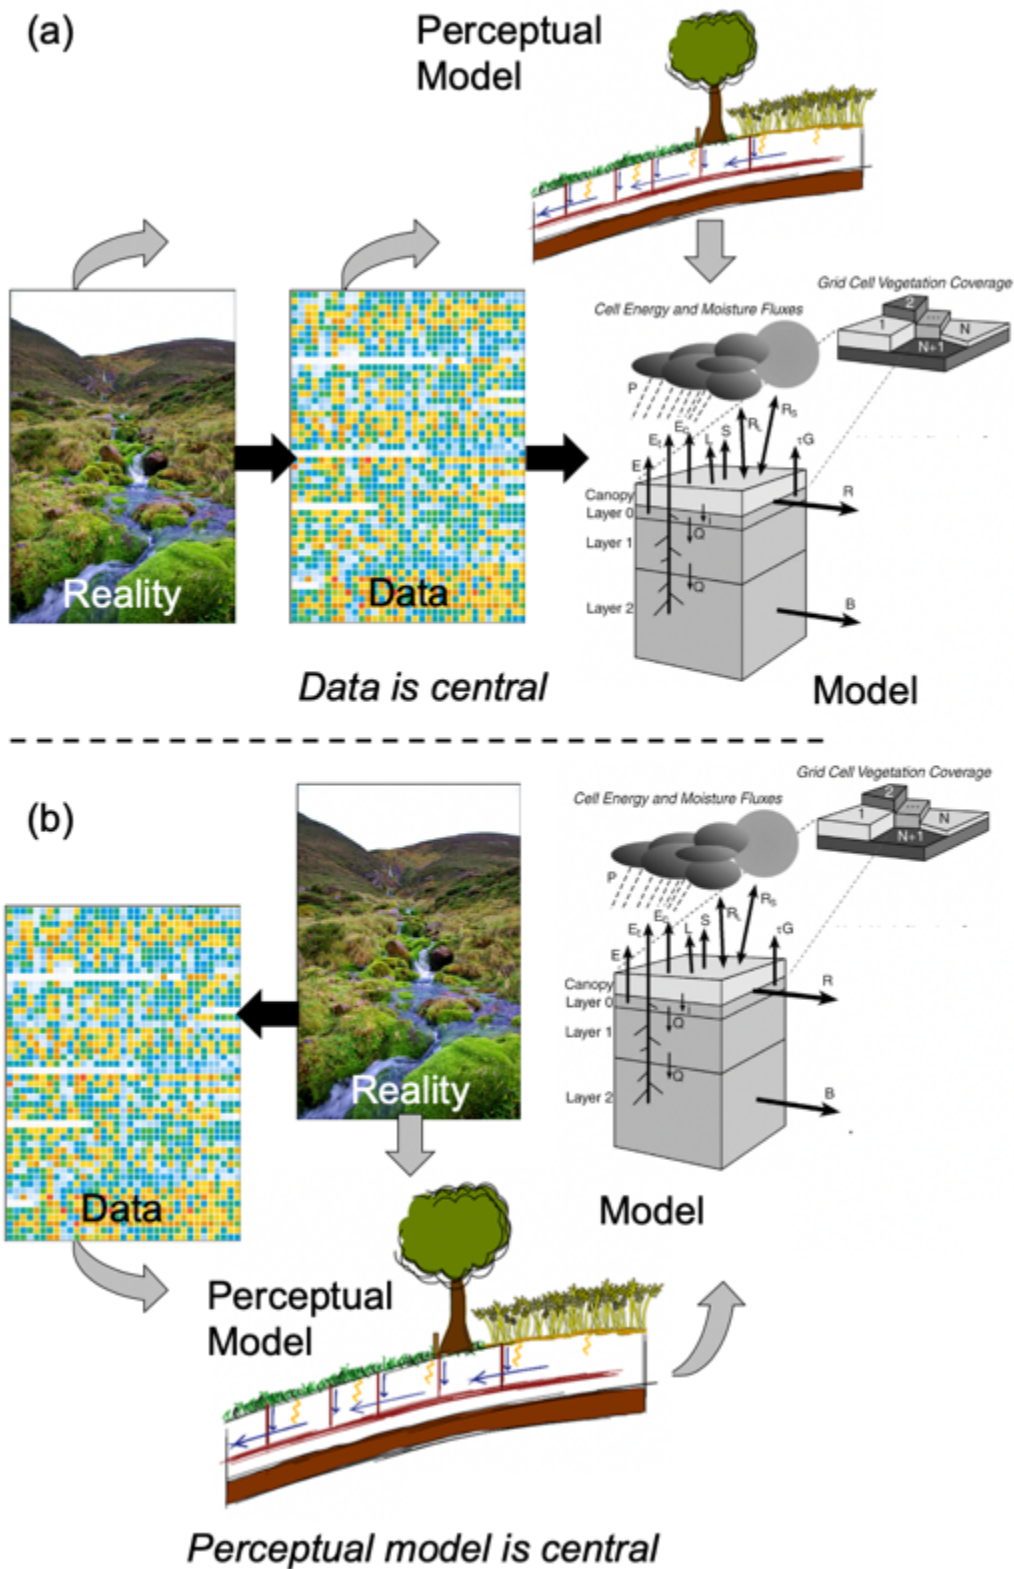 (a)
Perceptual
Model
Grid Cell Vegetation Coverage
Cell Energy and Moisture Fluxes
1 2 ... N
N+1
P
E Et Ec L S RL RS τG
Canopy
Layer 0
Layer 1
Layer 2
i
Q
Q
R
B
Reality
Data
Data is central
Model
(b)
Grid Cell Vegetation Coverage
Cell Energy and Moisture Fluxes
1 2 ... N
N+1
P
E Et Ec L S RL RS τG
Canopy
Layer 0
Layer 1
Layer 2
i
Q
Q
R
B
Reality
Data
Model
Perceptual
Model
Perceptual model is central